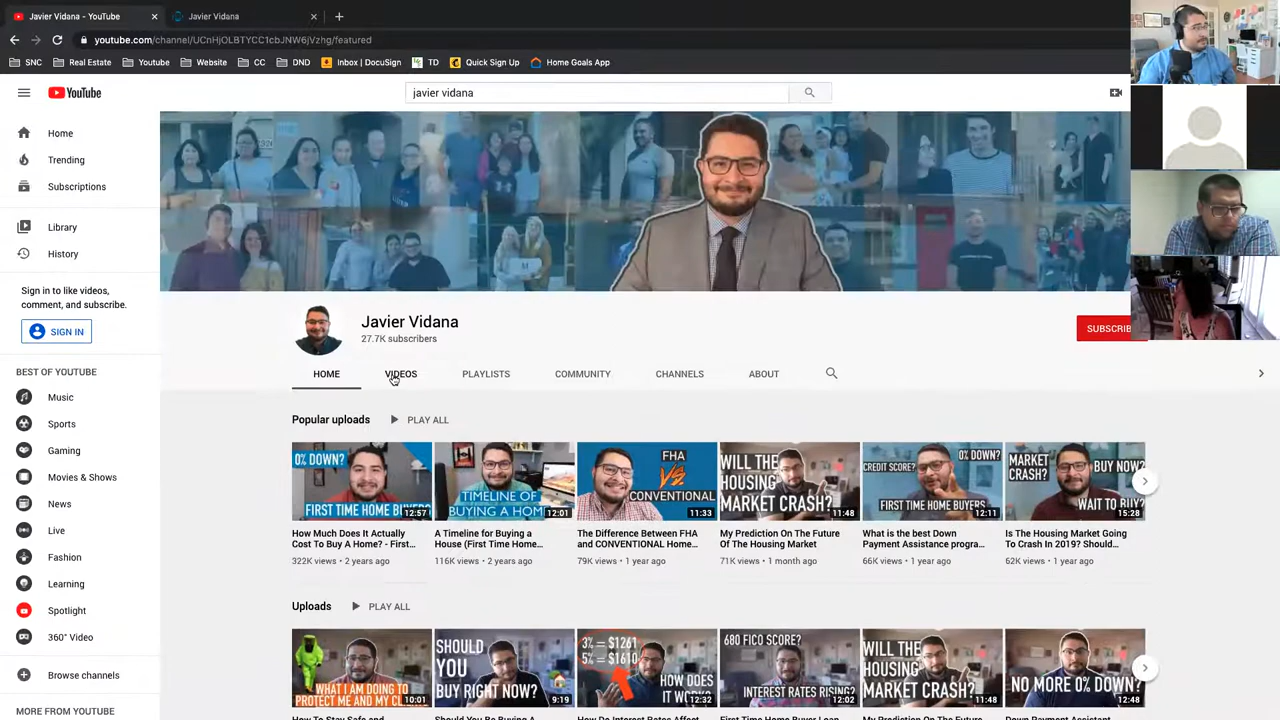 Javier Vidana - YouTube
Javier Vidana
youtube.com/channel/UCnHjOLBTYCC1cbJNW6jVzhg/featured
SNC Real Estate Youtube Website CC DND Inbox | DocuSign TD Quick Sign Up Home Goals App
YouTube
javier vidana
Home
Trending
Subscriptions
Library
History
Sign in to like videos,
comment, and subscribe.
SIGN IN
BEST OF YOUTUBE
Music
Sports
Gaming
Movies & Shows
News
Live
Fashion
Learning
Spotlight
360° Video
Browse channels
MORE FROM YOUTUBE
Javier Vidana
27.7K subscribers
SUBSCRIB
HOME VIDEOS PLAYLISTS COMMUNITY CHANNELS ABOUT
Popular uploads PLAY ALL
0% DOWN?
FIRST TIME HOME BUYERS
12:57
How Much Does It Actually
Cost To Buy A Home? - First...
322K views • 2 years ago
TIMELINE OF
BUYING A HOME
12:01
A Timeline for Buying a
House (First Time Home...
116K views • 2 years ago
FHA
VS
CONVENTIONAL
11:33
The Difference Between FHA
and CONVENTIONAL Home...
79K views • 1 year ago
WILL THE
HOUSING
MARKET CRASH?
11:48
My Prediction On The Future
Of The Housing Market
71K views • 1 month ago
CREDIT SCORE?
0% DOWN?
FIRST TIME HOME BUYERS
12:11
What is the best Down
Payment Assistance progra...
66K views • 1 year ago
MARKET
CRASH?
BUY NOW?
WAIT TO BUY?
15:28
Is The Housing Market Going
To Crash In 2019? Should...
62K views • 1 year ago
Uploads PLAY ALL
WHAT I AM DOING TO
PROTECT ME AND MY
10:01
How To Stay Safe and
SHOULD
YOU
BUY RIGHT NOW?
9:19
Should You Be Buying A
3% = $1261
5% = $1610
HOW DOES
IT WORK?
12:32
How Do Interest Rates Affect
680 FICO SCORE?
INTEREST RATES RISING?
12:02
First Time Home Buyer Loan
WILL THE
HOUSING
MARKET CRASH?
11:48
My Prediction On The Future
NO MORE 0% DOWN?
12:48
Down Payment Assistant